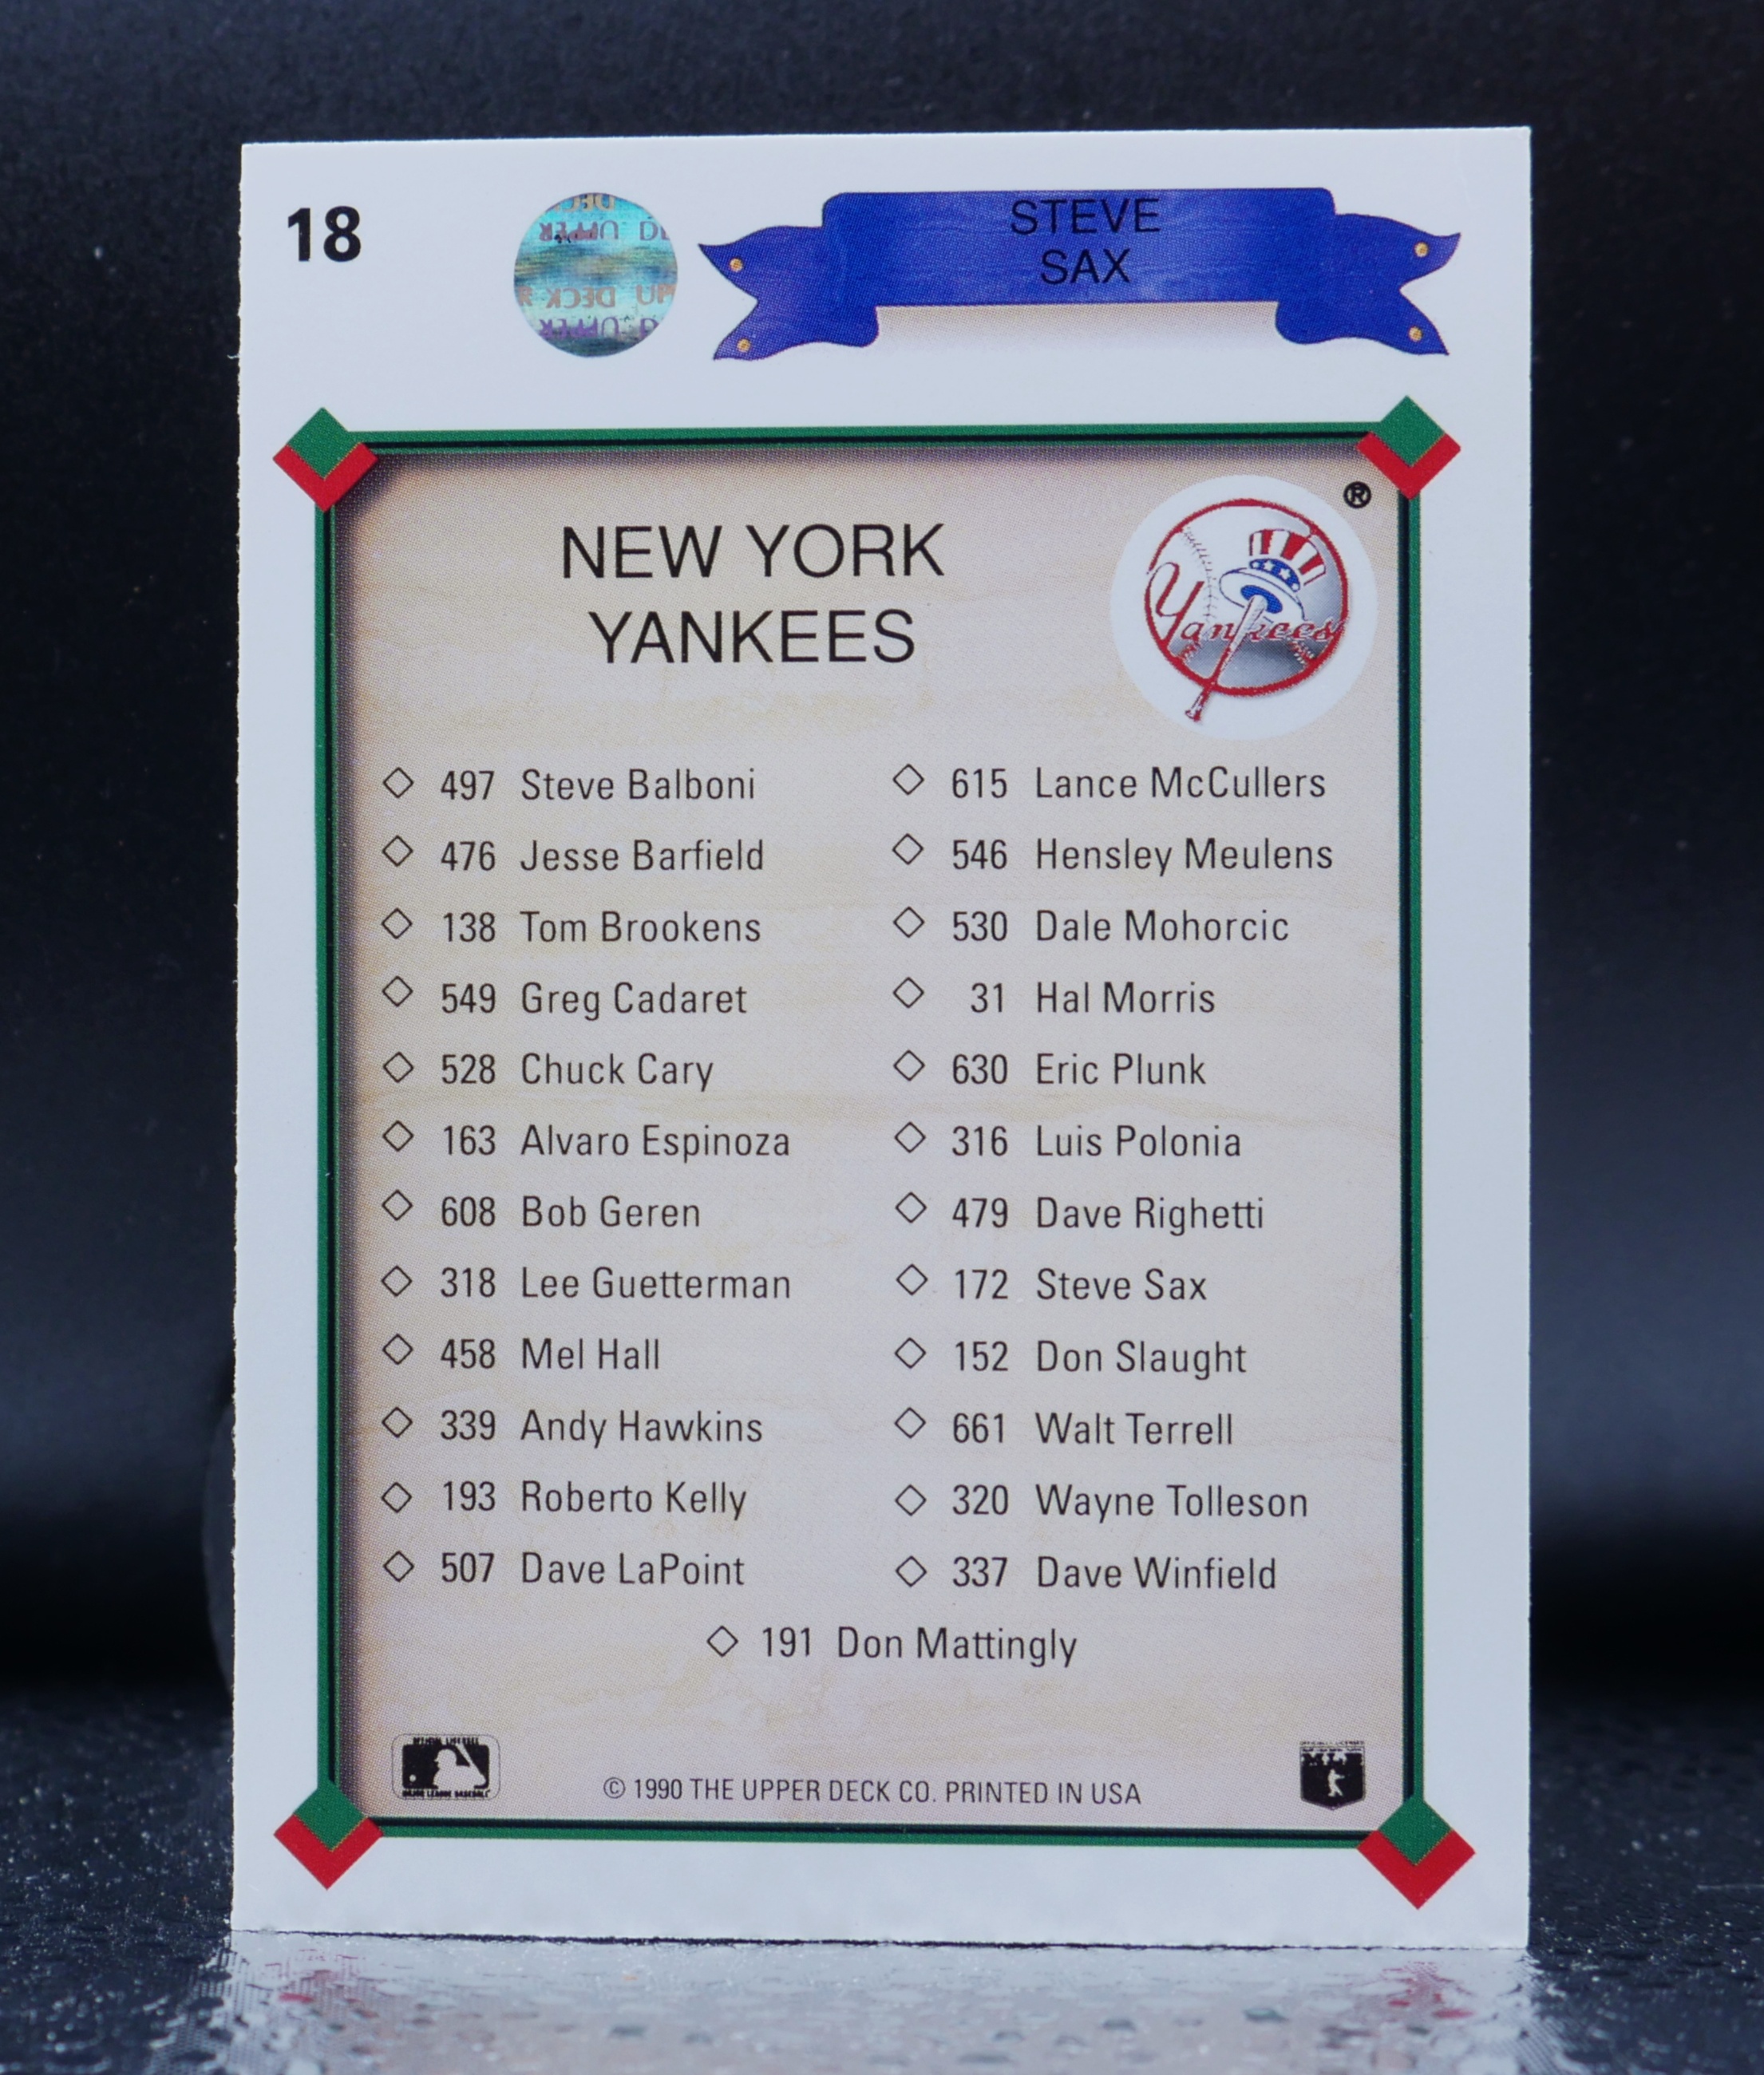 18
STEVE
SAX
NEW YORK
YANKEES
®
Yankees
497 Steve Balboni
476 Jesse Barfield
138 Tom Brookens
549 Greg Cadaret
528 Chuck Cary
163 Alvaro Espinoza
608 Bob Geren
318 Lee Guetterman
458 Mel Hall
339 Andy Hawkins
193 Roberto Kelly
507 Dave LaPoint
615 Lance McCullers
546 Hensley Meulens
530 Dale Mohorcic
31 Hal Morris
630 Eric Plunk
316 Luis Polonia
479 Dave Righetti
172 Steve Sax
152 Don Slaught
661 Walt Terrell
320 Wayne Tolleson
337 Dave Winfield
191 Don Mattingly
© 1990 THE UPPER DECK CO. PRINTED IN USA